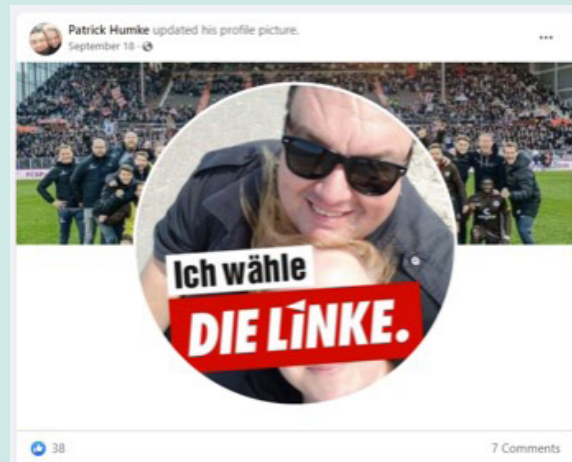 Patrick Humke updated his profile picture.
September 18
Ich wähle
DIE LINKE.
38
7 Comments